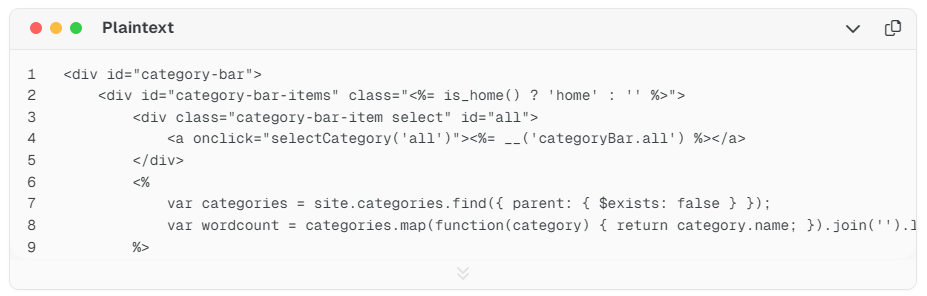 Plaintext
1 <div id="category-bar">
2 <div id="category-bar-items" class="<%= is_home() ? 'home' : '' %>">
3 <div class="category-bar-item select" id="all">
4 <a onclick="selectCategory('all')"><%= __('categoryBar.all') %></a>
5 </div>
6 <%
7 var categories = site.categories.find({ parent: { $exists: false } });
8 var wordcount = categories.map(function(category) { return category.name; }).join('').l
9 %>